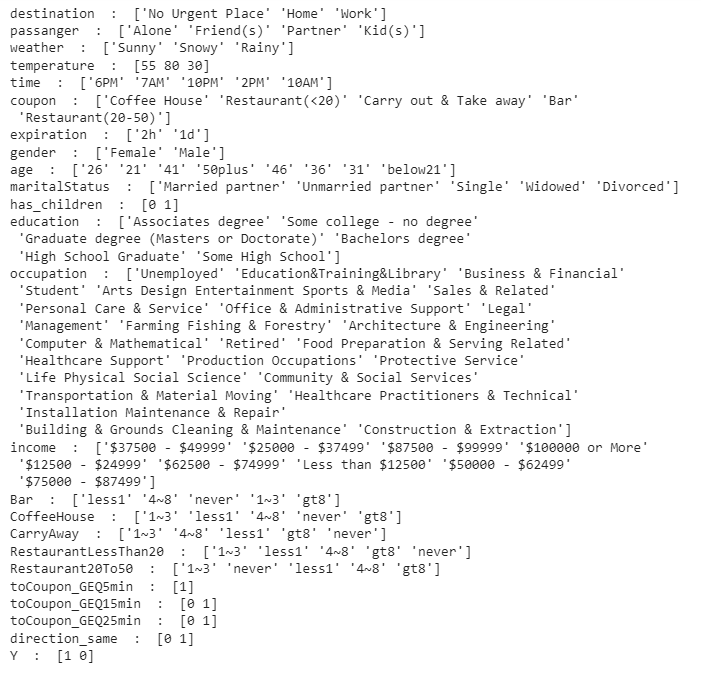 destination  :  ['No Urgent Place' 'Home' 'Work']
passanger  :  ['Alone' 'Friend(s)' 'Partner' 'Kid(s)']
weather  :  ['Sunny' 'Snowy' 'Rainy']
temperature  :  [55 80 30]
time  :  ['6PM' '7AM' '10PM' '2PM' '10AM']
coupon  :  ['Coffee House' 'Restaurant(<20)' 'Carry out & Take away' 'Bar'
 'Restaurant(20-50)']
expiration  :  ['2h' '1d']
gender  :  ['Female' 'Male']
age  :  ['26' '21' '41' '50plus' '46' '36' '31' 'below21']
maritalStatus  :  ['Married partner' 'Unmarried partner' 'Single' 'Widowed' 'Divorced']
has_children  :  [0 1]
education  :  ['Associates degree' 'Some college - no degree'
 'Graduate degree (Masters or Doctorate)' 'Bachelors degree'
 'High School Graduate' 'Some High School']
occupation  :  ['Unemployed' 'Education&Training&Library' 'Business & Financial'
 'Student' 'Arts Design Entertainment Sports & Media' 'Sales & Related'
 'Personal Care & Service' 'Office & Administrative Support' 'Legal'
 'Management' 'Farming Fishing & Forestry' 'Architecture & Engineering'
 'Computer & Mathematical' 'Retired' 'Food Preparation & Serving Related'
 'Healthcare Support' 'Production Occupations' 'Protective Service'
 'Life Physical Social Science' 'Community & Social Services'
 'Transportation & Material Moving' 'Healthcare Practitioners & Technical'
 'Installation Maintenance & Repair'
 'Building & Grounds Cleaning & Maintenance' 'Construction & Extraction']
income  :  ['$37500 - $49999' '$25000 - $37499' '$87500 - $99999' '$100000 or More'
 '$12500 - $24999' '$62500 - $74999' 'Less than $12500' '$50000 - $62499'
 '$75000 - $87499']
Bar  :  ['less1' '4~8' 'never' '1~3' 'gt8']
CoffeeHouse  :  ['1~3' 'less1' '4~8' 'never' 'gt8']
CarryAway  :  ['1~3' '4~8' 'less1' 'gt8' 'never']
RestaurantLessThan20  :  ['1~3' 'less1' '4~8' 'gt8' 'never']
Restaurant20To50  :  ['1~3' 'never' 'less1' '4~8' 'gt8']
toCoupon_GEQ5min  :  [1]
toCoupon_GEQ15min  :  [0 1]
toCoupon_GEQ25min  :  [0 1]
direction_same  :  [0 1]
Y  :  [1 0]